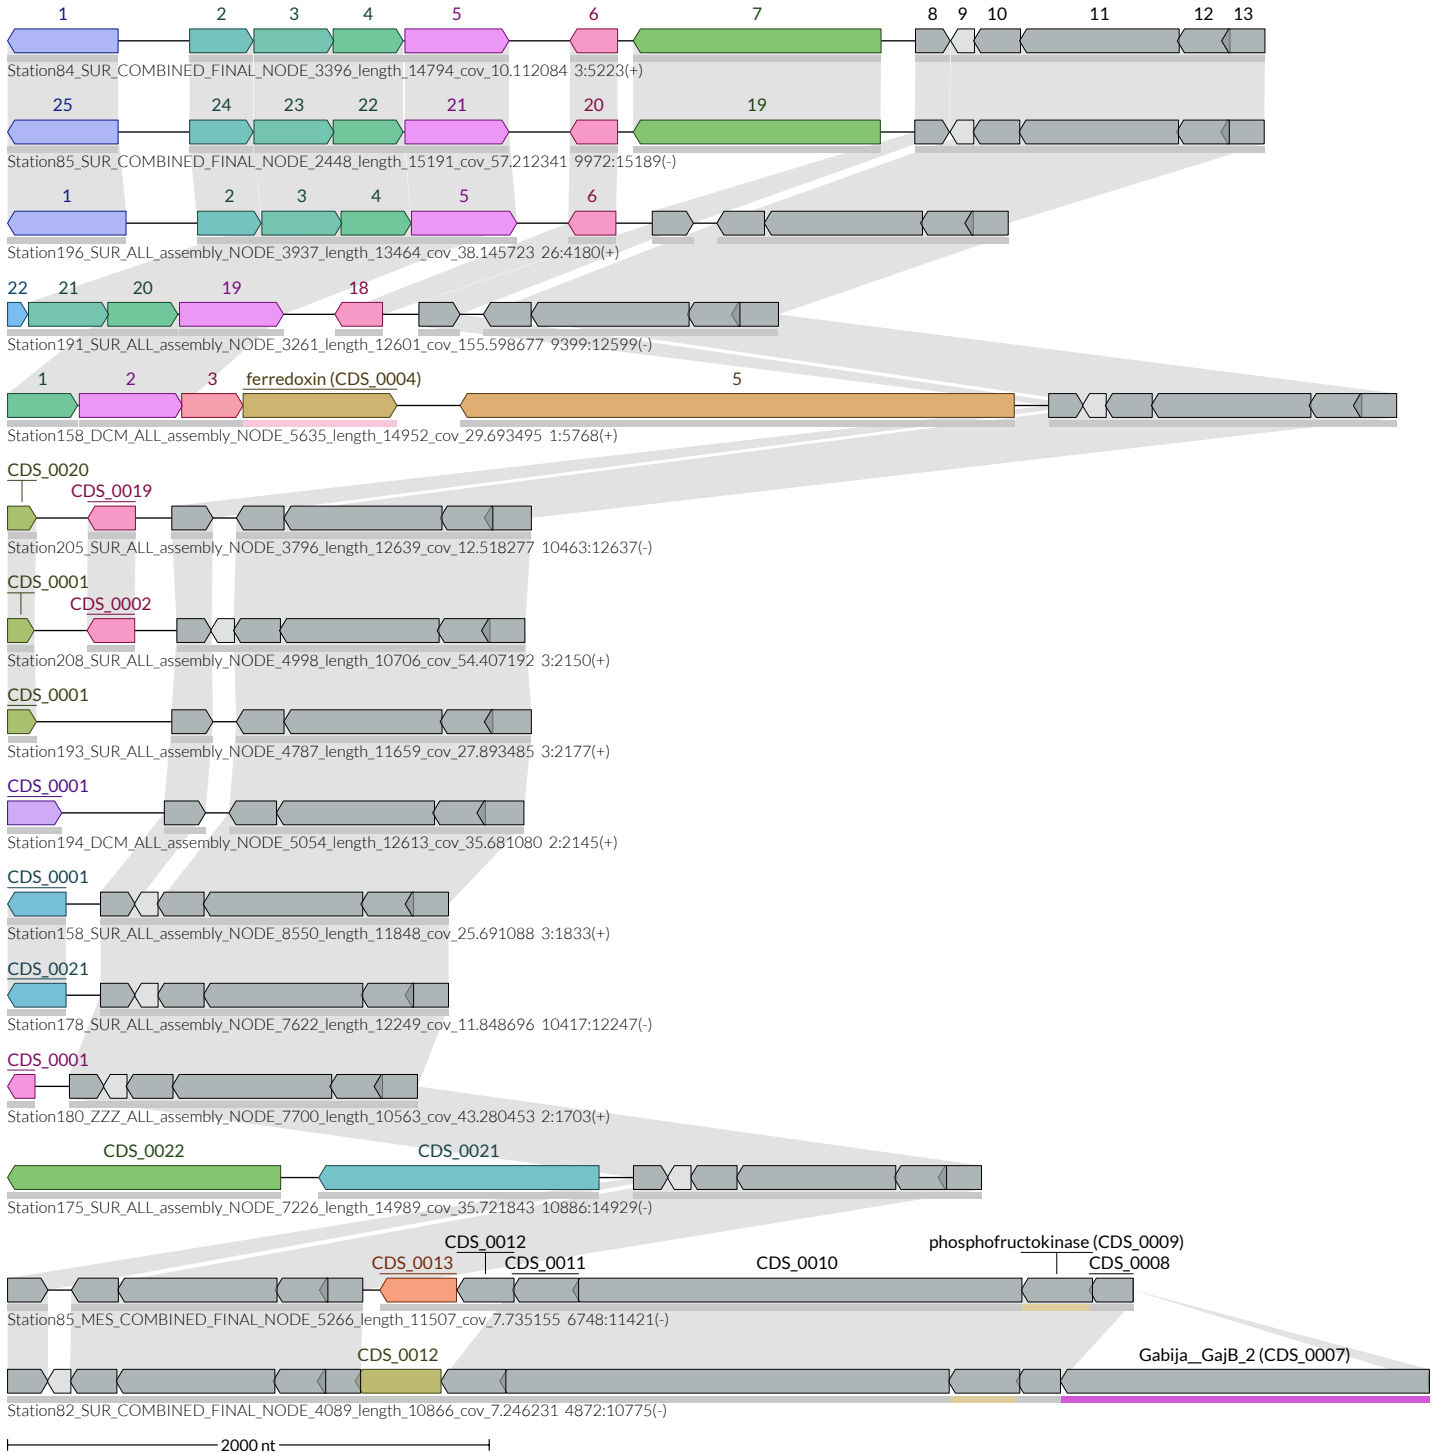 1 2 3 4 5 6 7 8 9 10 11 12 13
Station84_SUR_COMBINED_FINAL_NODE_3396_length_14794_cov_10.112084 3:5223(+)
25 24 23 22 21 20 19
Station85_SUR_COMBINED_FINAL_NODE_2448_length_15191_cov_57.212341 9972:15189(-)
1 2 3 4 5 6
Station196_SUR_ALL_assembly_NODE_3937_length_13464_cov_38.145723 26:4180(+)
22 21 20 19 18
Station191_SUR_ALL_assembly_NODE_3261_length_12601_cov_155.598677 9399:12599(-)
1 2 3 ferredoxin (CDS_0004) 5
Station158_DCM_ALL_assembly_NODE_5635_length_14952_cov_29.693495 1:5768(+)
CDS_0020
CDS_0019
Station205_SUR_ALL_assembly_NODE_3796_length_12639_cov_12.518277 10463:12637(-)
CDS_0001
CDS_0002
Station208_SUR_ALL_assembly_NODE_4998_length_10706_cov_54.407192 3:2150(+)
CDS_0001
Station193_SUR_ALL_assembly_NODE_4787_length_11659_cov_27.893485 3:2177(+)
CDS_0001
Station194_DCM_ALL_assembly_NODE_5054_length_12613_cov_35.681080 2:2145(+)
CDS_0001
Station158_SUR_ALL_assembly_NODE_8550_length_11848_cov_25.691088 3:1833(+)
CDS_0021
Station178_SUR_ALL_assembly_NODE_7622_length_12249_cov_11.848696 10417:12247(-)
CDS_0001
Station180_ZZZ_ALL_assembly_NODE_7700_length_10563_cov_43.280453 2:1703(+)
CDS_0022 CDS_0021
Station175_SUR_ALL_assembly_NODE_7226_length_14989_cov_35.721843 10886:14929(-)
CDS_0012 phosphofructokinase (CDS_0009)
CDS_0013 CDS_0011 CDS_0010 CDS_0008
Station85_MES_COMBINED_FINAL_NODE_5266_length_11507_cov_7.735155 6748:11421(-)
CDS_0012 Gabija__GajB_2 (CDS_0007)
Station82_SUR_COMBINED_FINAL_NODE_4089_length_10866_cov_7.246231 4872:10775(-)
2000 nt